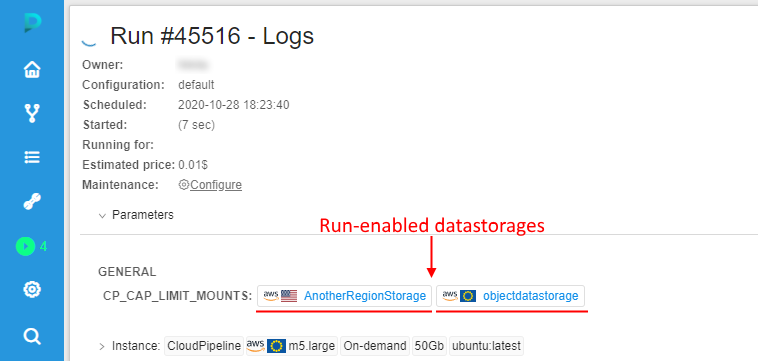 Run #45516 - Logs
Owner:
Configuration: default
Scheduled: 2020-10-28 18:23:40
Started: (7 sec)
Running for:
Estimated price: 0.01$
Maintenance: Configure
Parameters
Run-enabled datastorages
4
GENERAL
CP_CAP_LIMIT_MOUNTS: aws AnotherRegionStorage aws objectdatastorage
Instance: CloudPipeline aws m5.large On-demand 50Gb ubuntu:latest